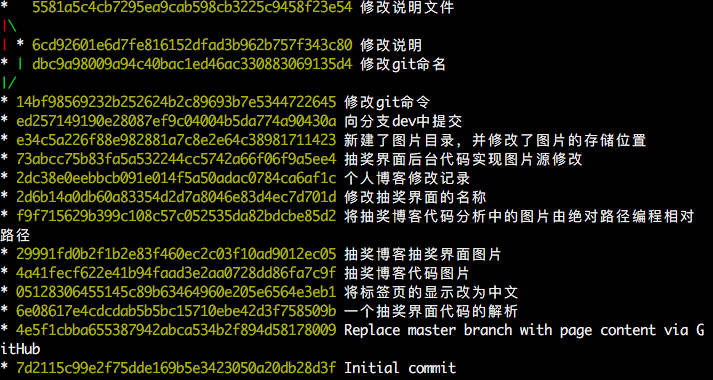 *   5581a5c4cb7295ea9cab598cb3225c9458f23e54 修改说明文件
|\
| * 6cd92601e6d7fe816152dfad3b962b757f343c80 修改说明
* | dbc9a98009a94c40bac1ed46ac330883069135d4 修改git命名
|/
* 14bf98569232b252624b2c89693b7e5344722645 修改git命令
* ed257149190e28087ef9c04004b5da774a90430a 向分支dev中提交
* e34c5a226f88e982881a7c8e2e64c38981711423 新建了图片目录，并修改了图片的存储位置
* 73abcc75b83fa5a532244cc5742a66f06f9a5ee4 抽奖界面后台代码实现图片源修改
* 2dc38e0eebbcb091e014f5a50adac0784ca6af1c 个人博客修改记录
* 2d6b14a0db60a83354d2d7a8046e83d4ec7d701d 修改抽奖界面的名称
* f9f715629b399c108c57c052535da82bdcbe85d2 将抽奖博客代码分析中的图片由绝对路径编程相对
路径
* 29991fd0b2f1b2e83f460ec2c03f10ad9012ec05 抽奖博客抽奖界面图片
* 4a41fecf622e41b94faad3e2aa0728dd86fa7c9f 抽奖博客代码图片
* 05128306455145c89b63464960e205e6564e3eb1 将标签页的显示改为中文
* 6e08617e4cdcdab5b5bc15710ebe42d3f758509b 一个抽奖界面代码的解析
* 4e5f1cbba655387942abca534b2f894d58178009 Replace master branch with page content via G
itHub
* 7d2115c99e2f75dde169b5e3423050a20db28d3f Initial commit